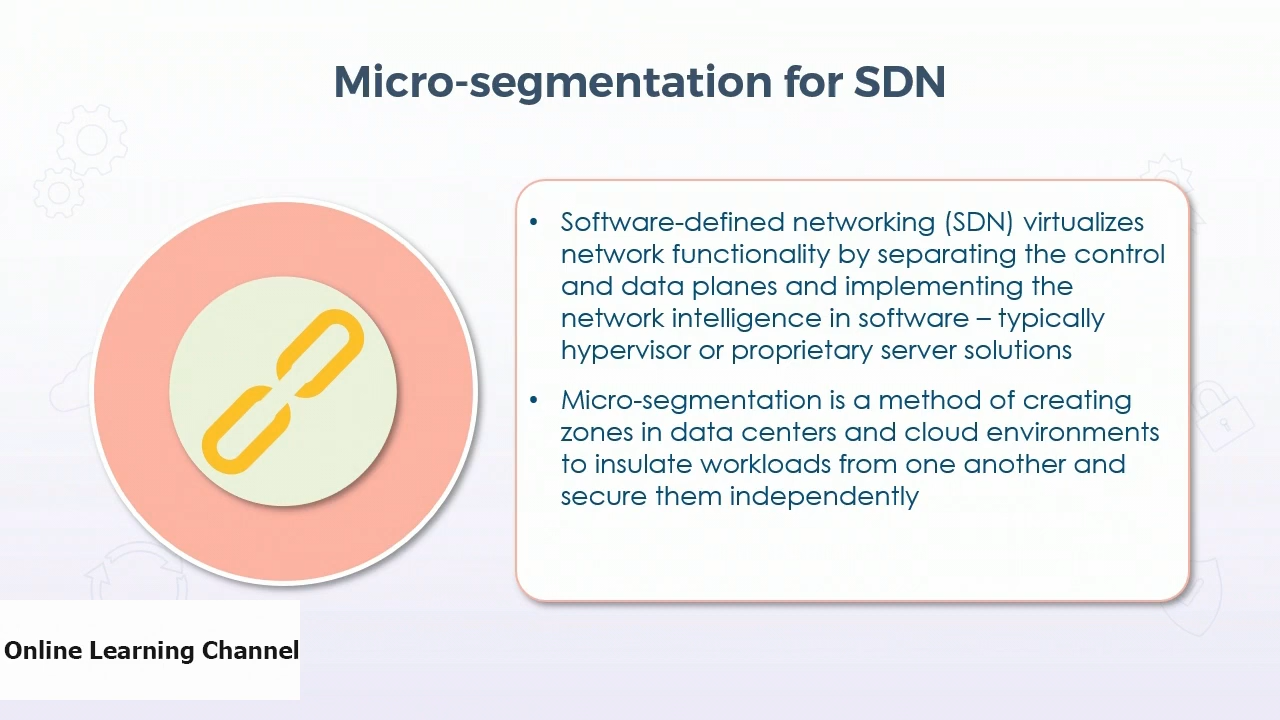 Micro-segmentation for SDN
• Software-defined networking (SDN) virtualizes
network functionality by separating the control
and data planes and implementing the
network intelligence in software – typically
hypervisor or proprietary server solutions
• Micro-segmentation is a method of creating
zones in data centers and cloud environments
to insulate workloads from one another and
secure them independently
Online Learning Channel